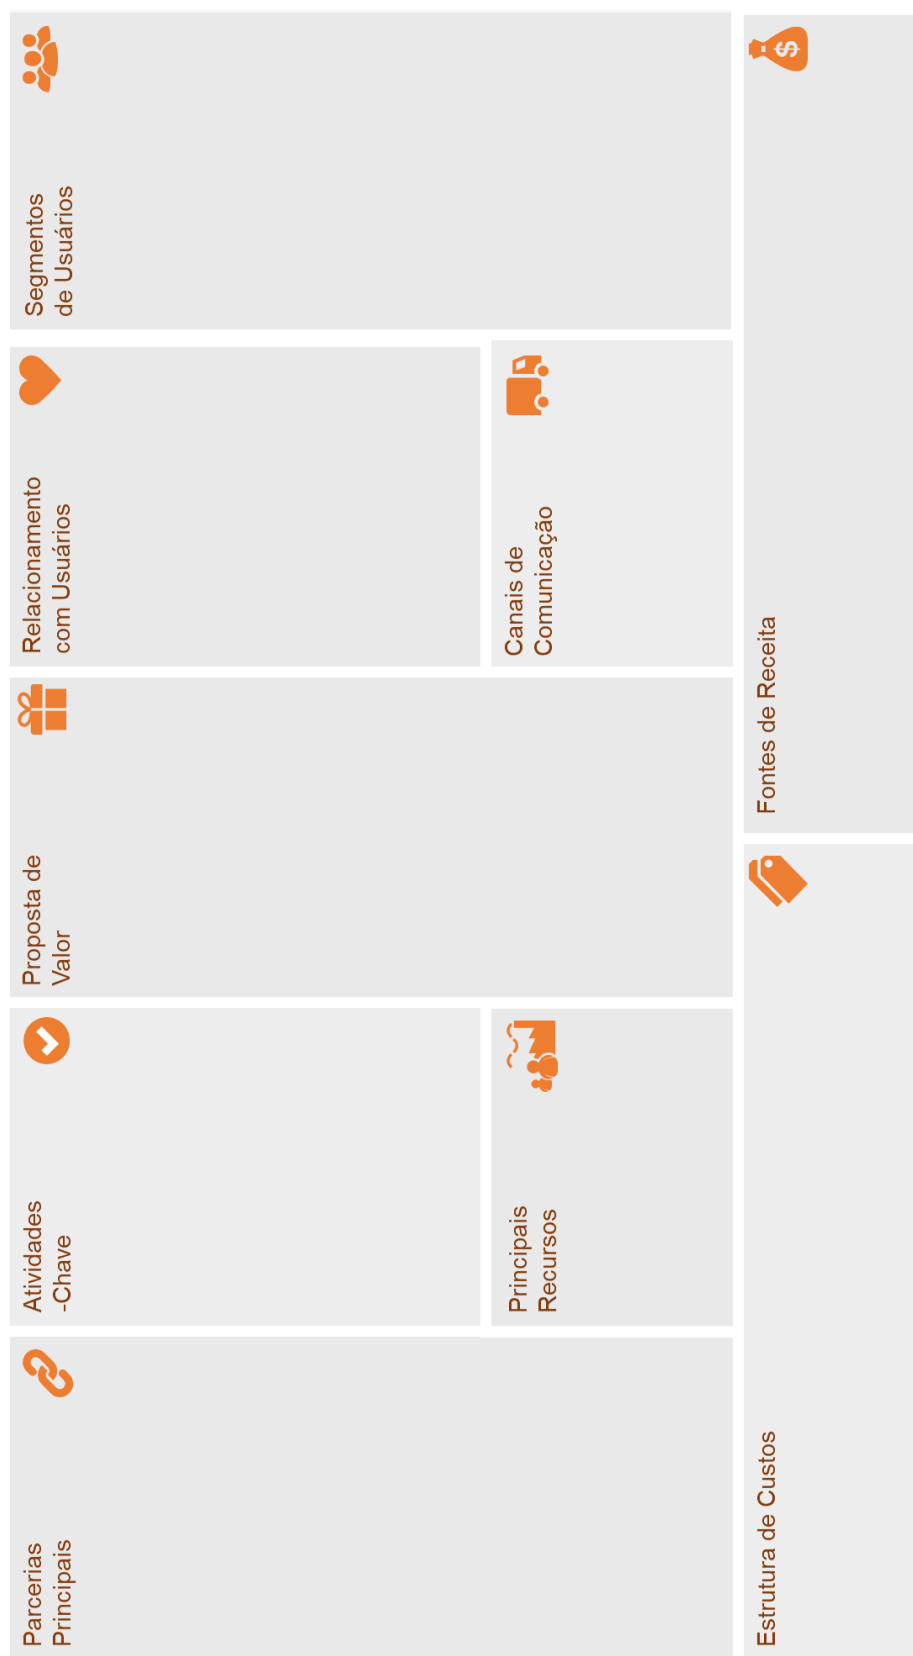 Parcerias
Principais
Atividades
-Chave
Principais
Recursos
Proposta de
Valor
Relacionamento
com Usuários
Canais de
Comunicação
Segmentos
de Usuários
Estrutura de Custos
Fontes de Receita
$